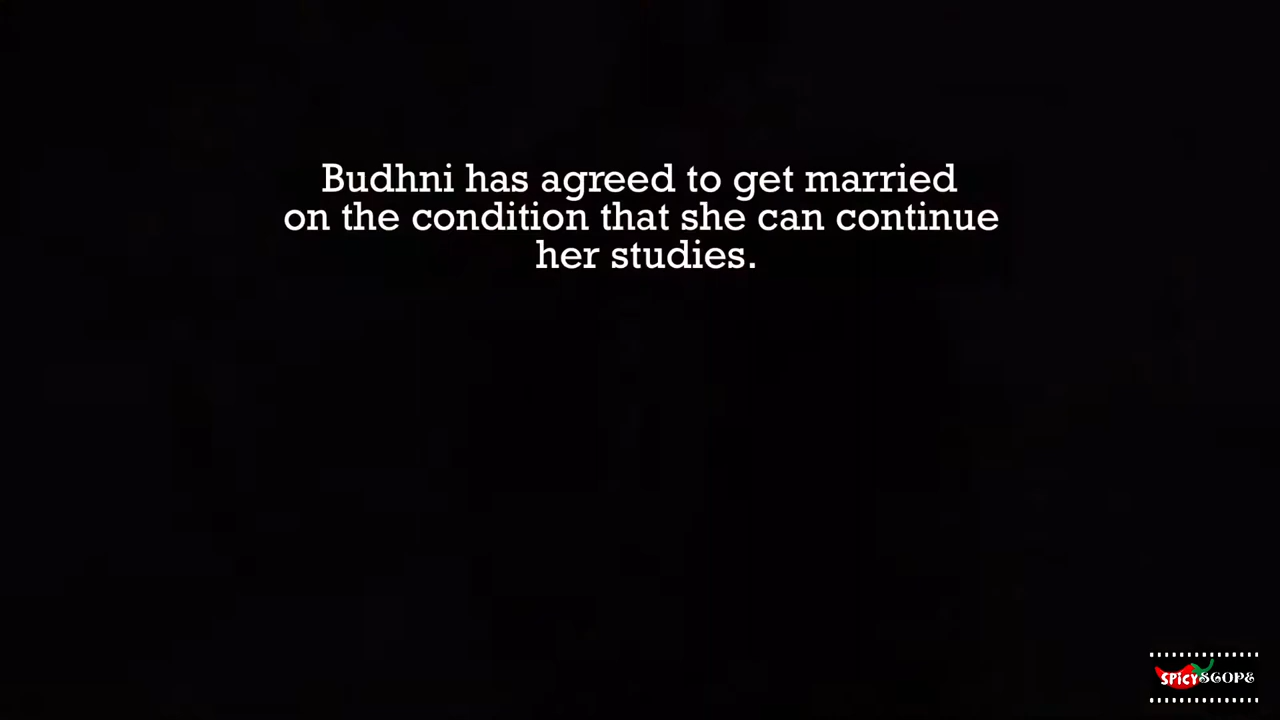 Budhni has agreed to get married
on the condition that she can continue
her studies.
SPICYSCOPE